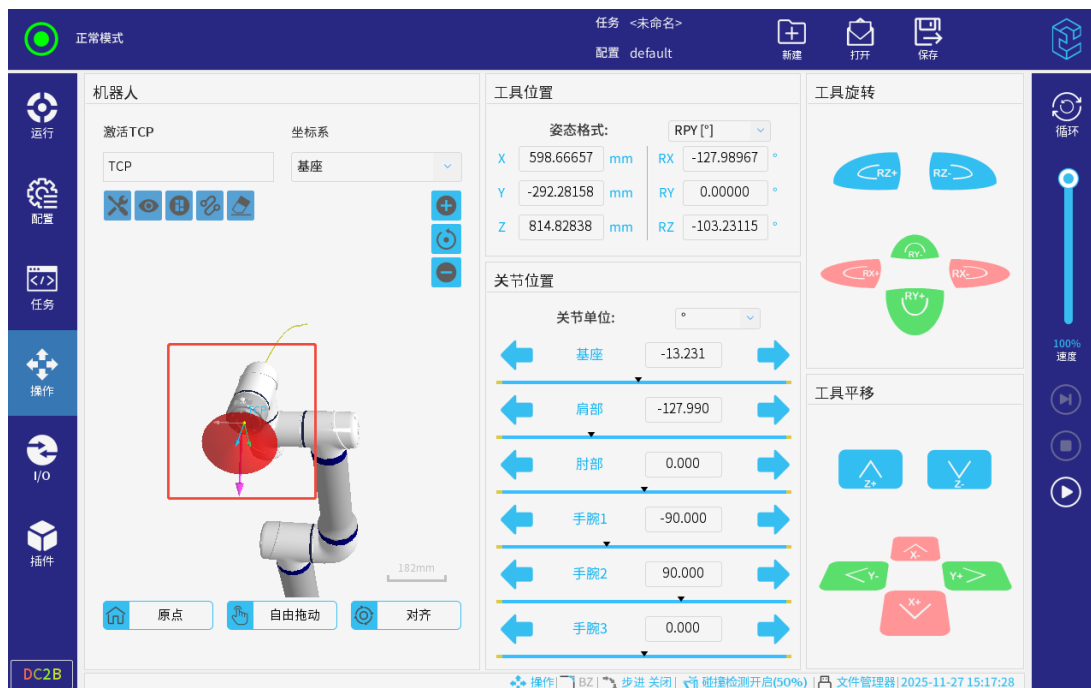 正常模式
任务 <未命名>
配置 default
新建
打开
保存
运行
配置
任务
操作
I/O
插件
DC2B
机器人
激活TCP
坐标系
TCP
基座
TCP
182mm
原点
自由拖动
对齐
工具位置
姿态格式: RPY [°]
X 598.66657 mm RX -127.98967 °
Y -292.28158 mm RY 0.00000 °
Z 814.82838 mm RZ -103.23115 °
关节位置
关节单位: °
基座 -13.231
肩部 -127.990
肘部 0.000
手腕1 -90.000
手腕2 90.000
手腕3 0.000
工具旋转
RZ+ RZ-
RY-
RX+ RX-
RY+
工具平移
Z+ Z-
X-
Y- Y+
X+
循环
100%
速度
操作| BZ| 步进 关闭| 碰撞检测开启(50%) | 文件管理器|2025-11-27 15:17:28